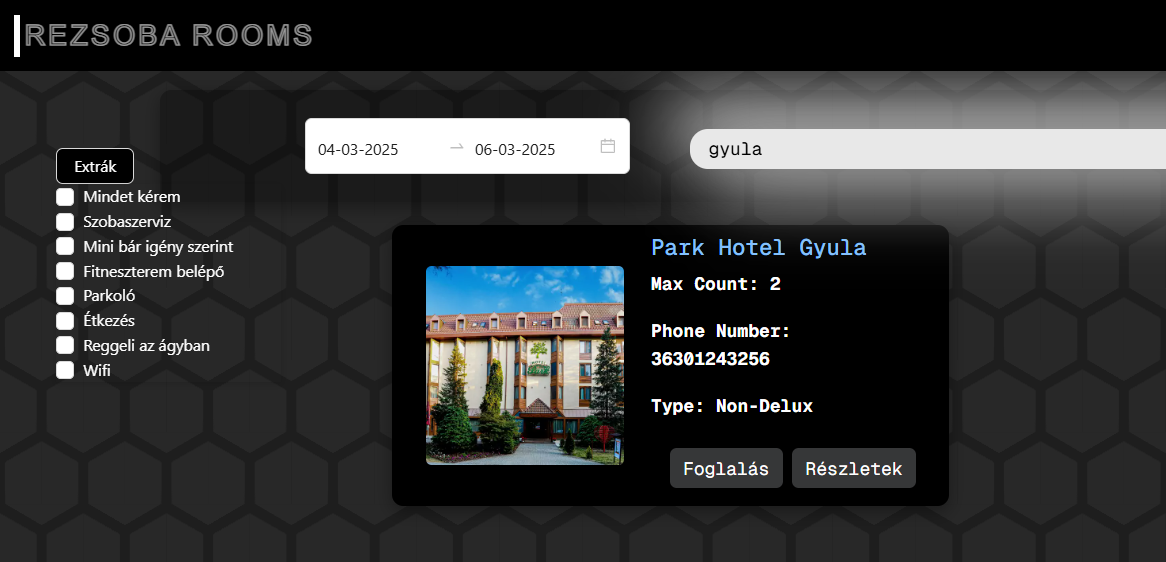 REZSOBA ROOMS
04-03-2025 → 06-03-2025
gyula
Extrák
Mindet kérem
Szobaszerviz
Mini bár igény szerint
Fitneszterem belépő
Parkoló
Étkezés
Reggeli az ágyban
Wifi
Park Hotel Gyula
Max Count: 2
Phone Number:
36301243256
Type: Non-Delux
Foglalás
Részletek